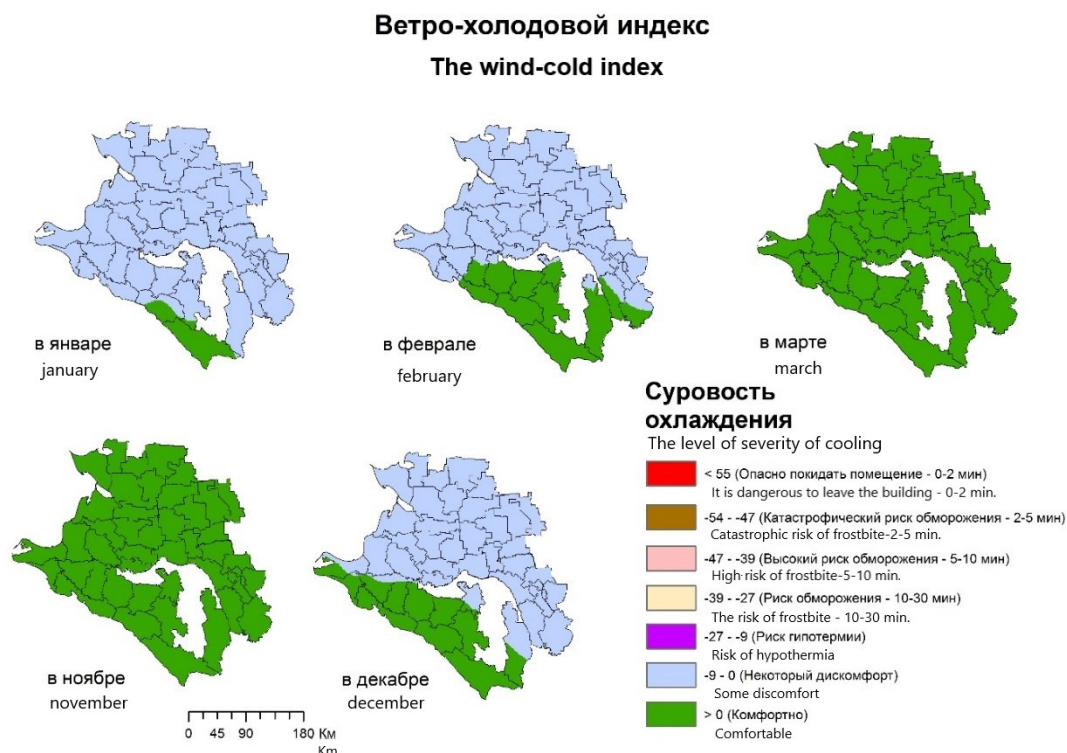 Ветро-холодовой индекс
The wind-cold index
в январе
january
в феврале
february
в марте
march
в ноябре
november
в декабре
december
0 45 90 180 Км
Km
Суровость
охлаждения
The level of severity of cooling
< 55 (Опасно покидать помещение - 0-2 мин)
It is dangerous to leave the building - 0-2 min.
-54 - -47 (Катастрофический риск обморожения - 2-5 мин)
Catastrophic risk of frostbite-2-5 min.
-47 - -39 (Высокий риск обморожения - 5-10 мин)
High risk of frostbite-5-10 min.
-39 - -27 (Риск обморожения - 10-30 мин)
The risk of frostbite - 10-30 min.
-27 - -9 (Риск гипотермии)
Risk of hypothermia
-9 - 0 (Некоторый дискомфорт)
Some discomfort
> 0 (Комфортно)
Comfortable